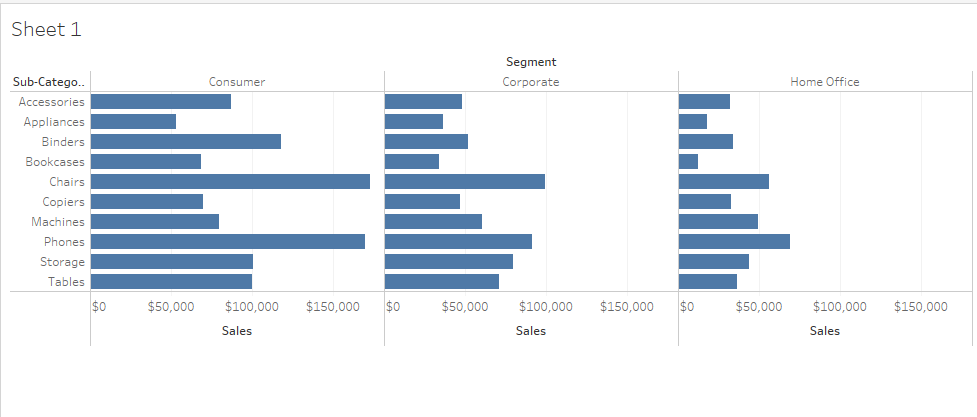 Sheet 1
Segment
Sub-Catego.. Consumer Corporate Home Office
Accessories
Appliances
Binders
Bookcases
Chairs
Copiers
Machines
Phones
Storage
Tables
$0 $50,000 $100,000 $150,000 $0 $50,000 $100,000 $150,000 $0 $50,000 $100,000 $150,000
Sales Sales Sales